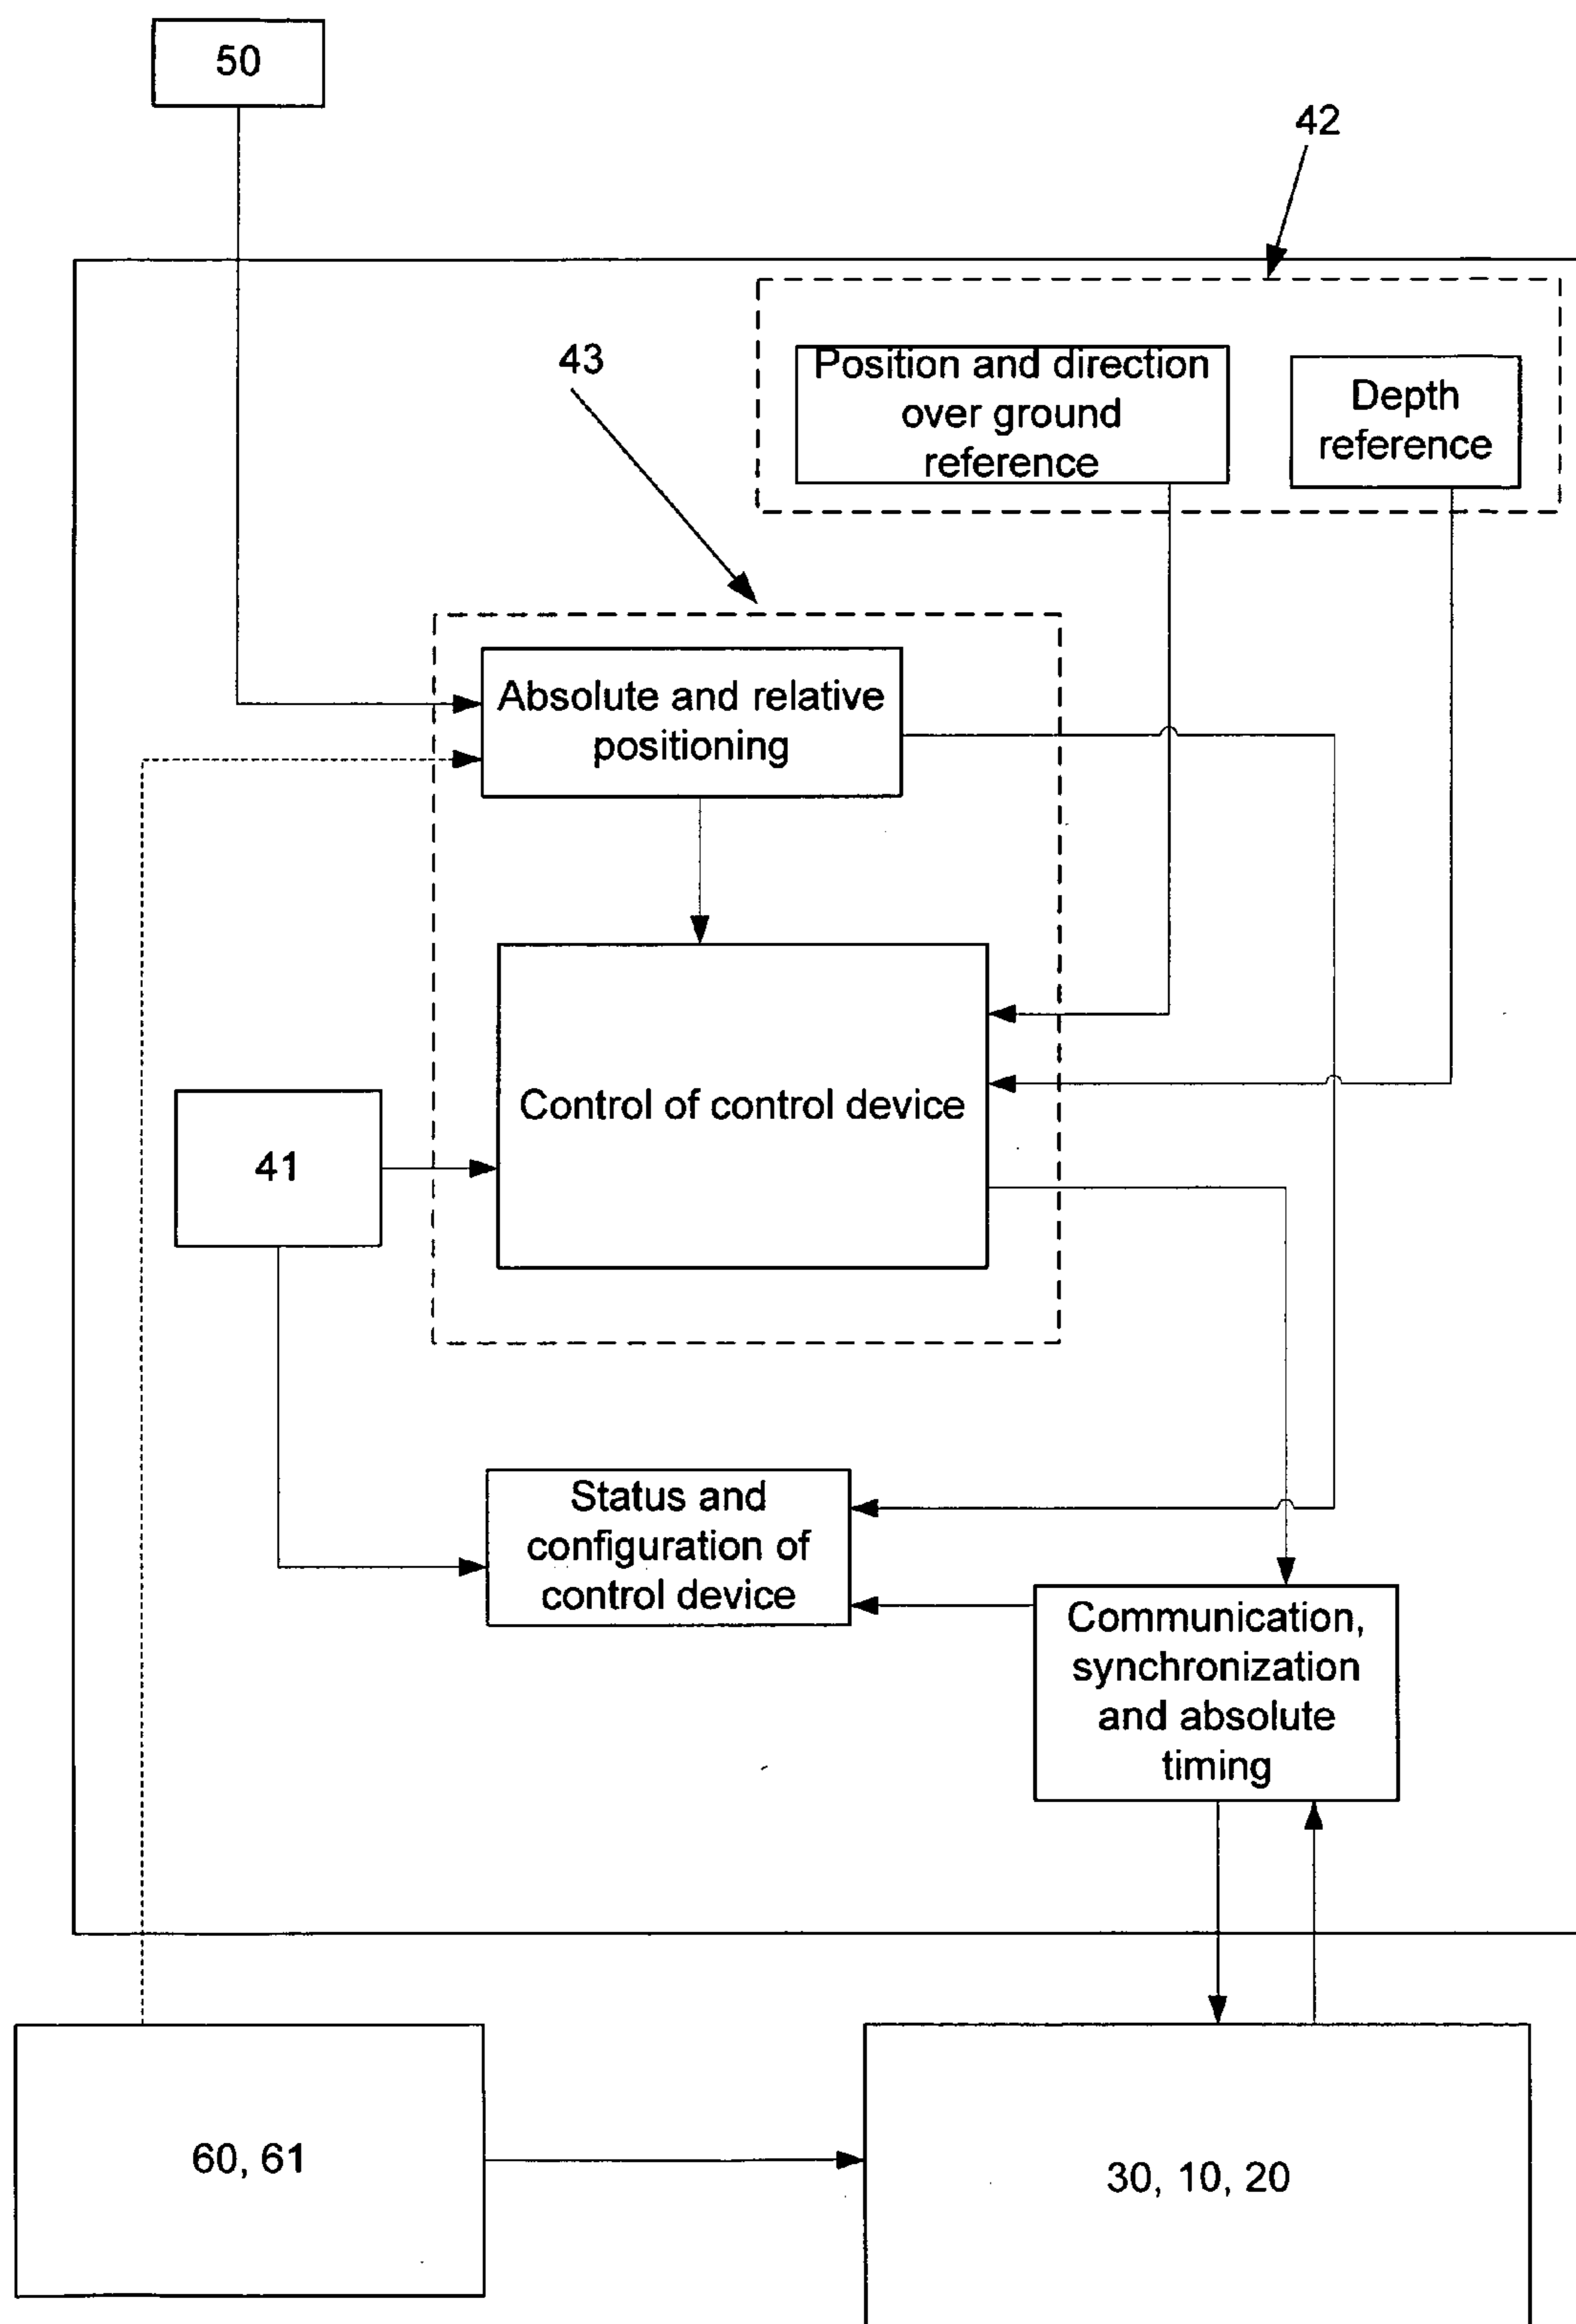 50
42
43
Position and direction
over ground
reference
Depth
reference
Absolute and relative
positioning
Control of control device
41
Status and
configuration of
control device
Communication,
synchronization
and absolute
timing
60, 61
30, 10, 20